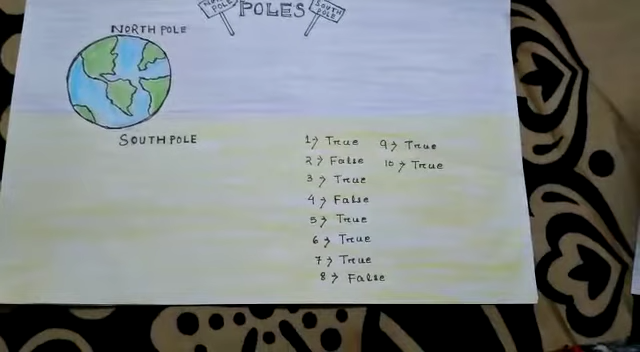 NORTH POLE
POLES
SOUTH POLE
NORTH POLE
SOUTH POLE
1) True
2) False
3) True
4) False
5) True
6) True
7) True
8) False
9) True
10) True